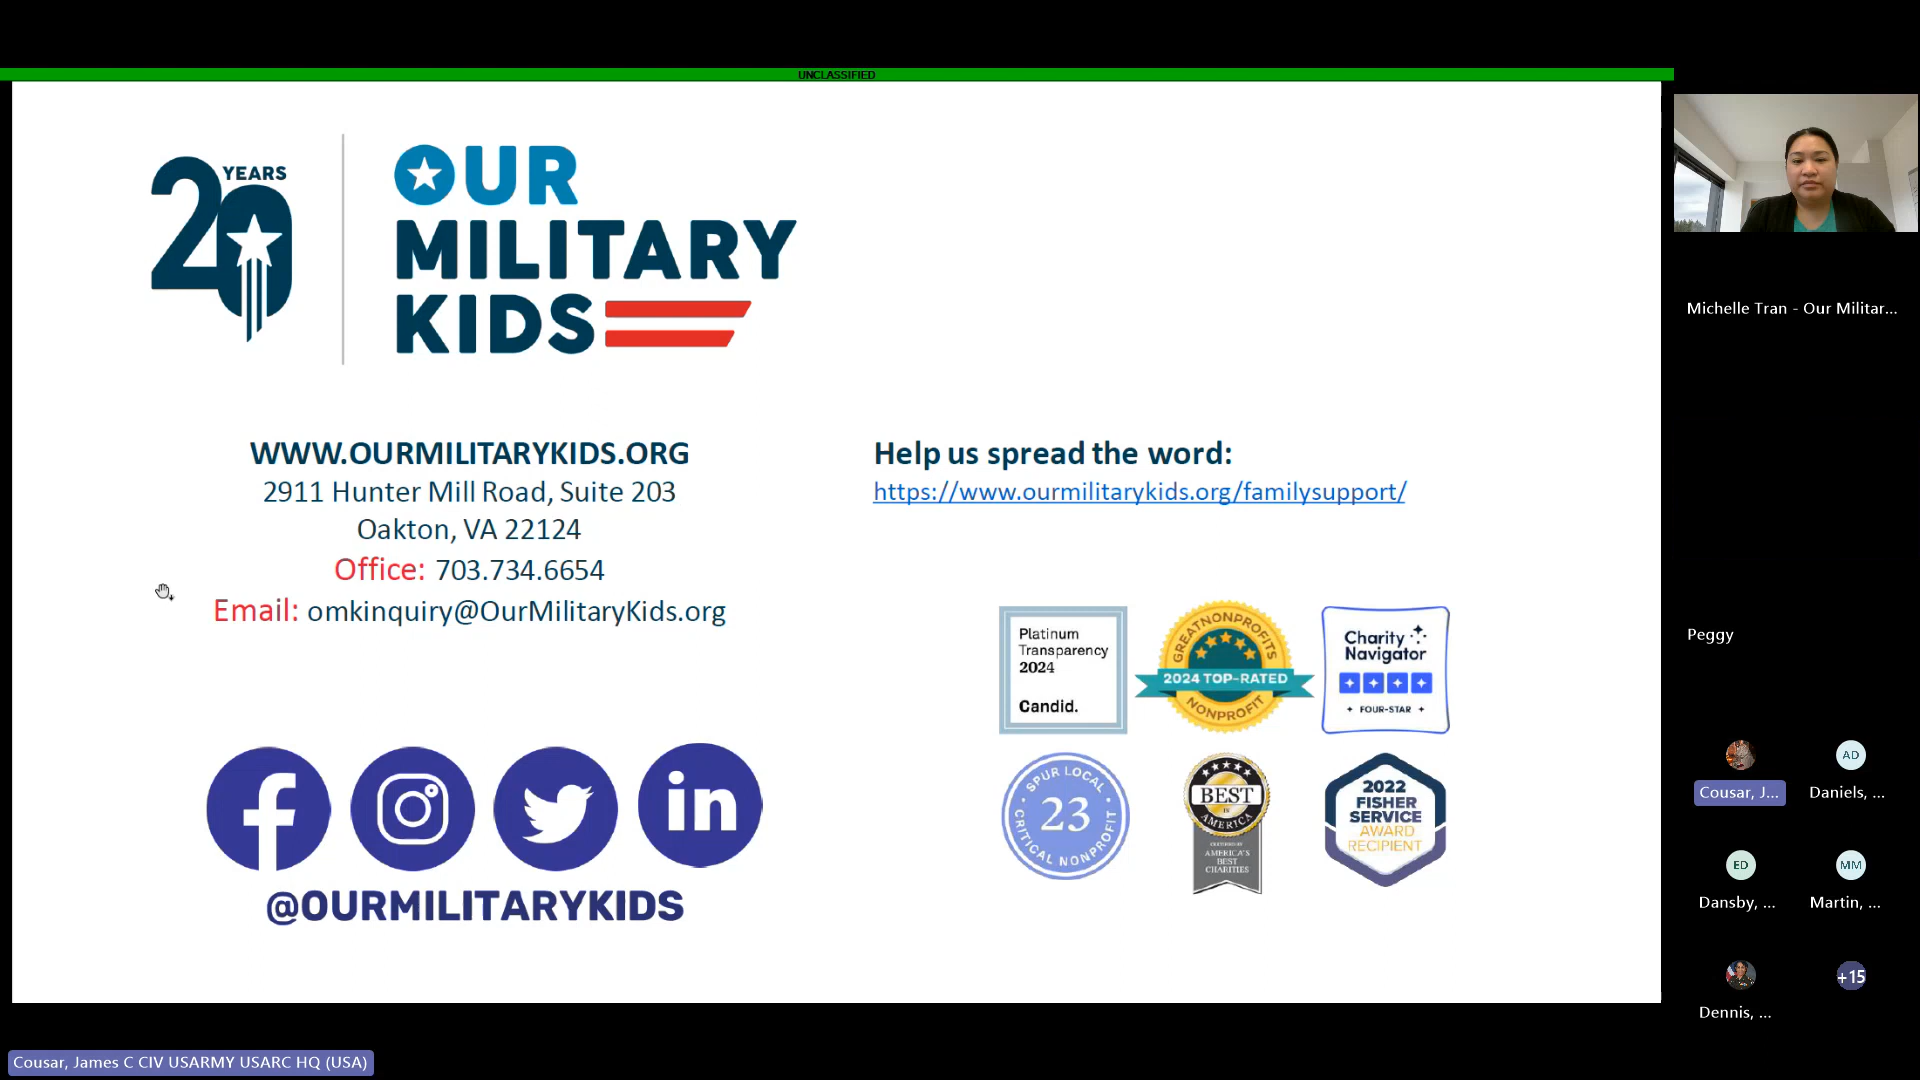 UNCLASSIFIED
20 YEARS
OUR
MILITARY
KIDS
WWW.OURMILITARYKIDS.ORG
2911 Hunter Mill Road, Suite 203
Oakton, VA 22124
Office: 703.734.6654
Email: omkinquiry@OurMilitaryKids.org
Help us spread the word:
https://www.ourmilitarykids.org/familysupport/
Platinum
Transparency
2024
Candid.
GREATNONPROFITS
2024 TOP-RATED
NONPROFIT
Charity
Navigator
FOUR-STAR
SPUR LOCAL
23
CRITICAL NONPROFIT
BEST
IN
AMERICA
AMERICA'S
BEST
CHARITIES
2022
FISHER
SERVICE
AWARD
RECIPIENT
in
@OURMILITARYKIDS
Michelle Tran - Our Militar...
Peggy
AD
Cousar, J...
Daniels, ...
ED
MM
Dansby, ...
Martin, ...
+15
Dennis, ...
Cousar, James C CIV USARMY USARC HQ (USA)